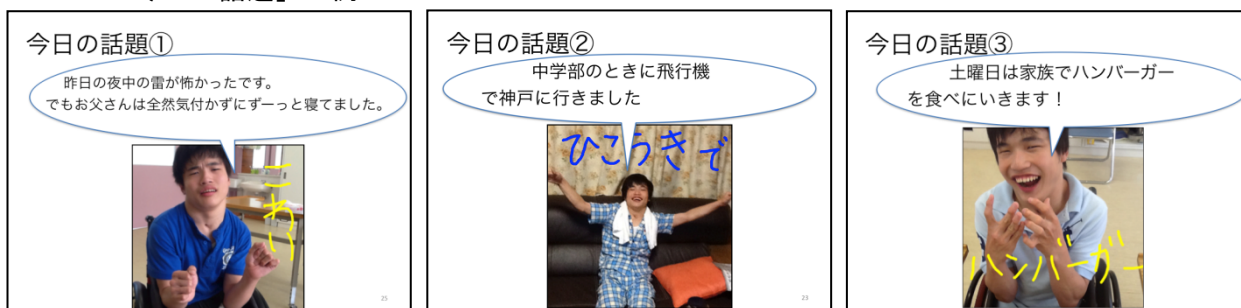 今日の話題①
昨日の夜中の雷が怖かったです。
でもお父さんは全然気付かずにずーっと寝てました。
こわい
25
今日の話題②
中学部のときに飛行機
で神戸に行きました
ひこうきで
23
今日の話題③
土曜日は家族でハンバーガー
を食べにいきます！
ハンバーガー